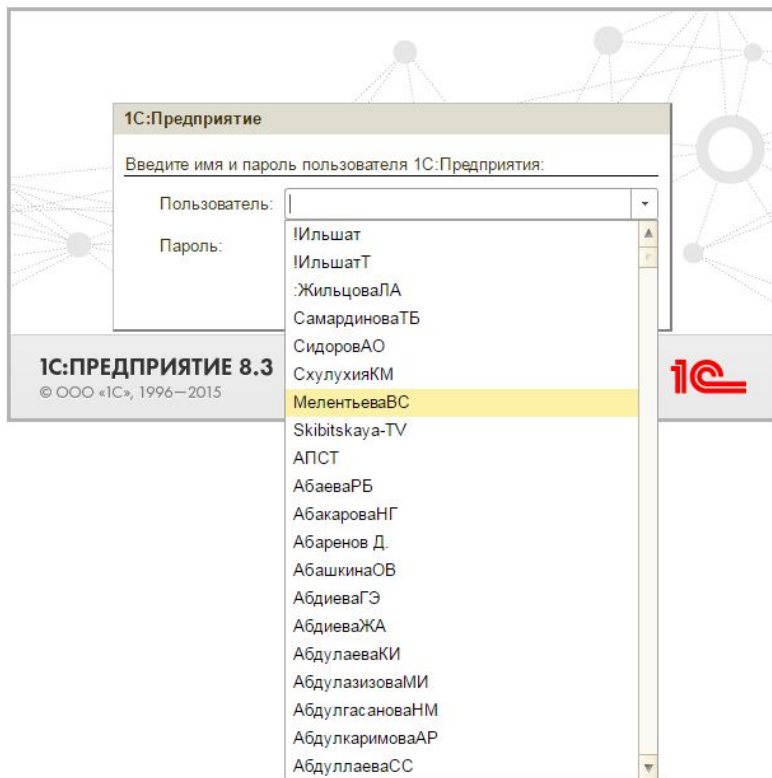 1С:Предприятие
Введите имя и пароль пользователя 1С:Предприятия:
Пользователь:
Пароль:
!Ильшат
!ИльшатТ
:ЖильцоваЛА
СамардиноваТБ
СидоровАО
СхулухияКМ
МелентьеваВС
Skibitskaya-TV
АПСТ
АбаеваРБ
АбакароваНГ
Абаренов Д.
АбашкинаОВ
АбдиеваГЭ
АбдиеваЖА
АбдулаеваКИ
АбдулазизоваМИ
АбдулгасановаНМ
АбдулкаримоваАР
АбдуллаеваСС
1С:ПРЕДПРИЯТИЕ 8.3
© ООО «1С», 1996—2015
1С